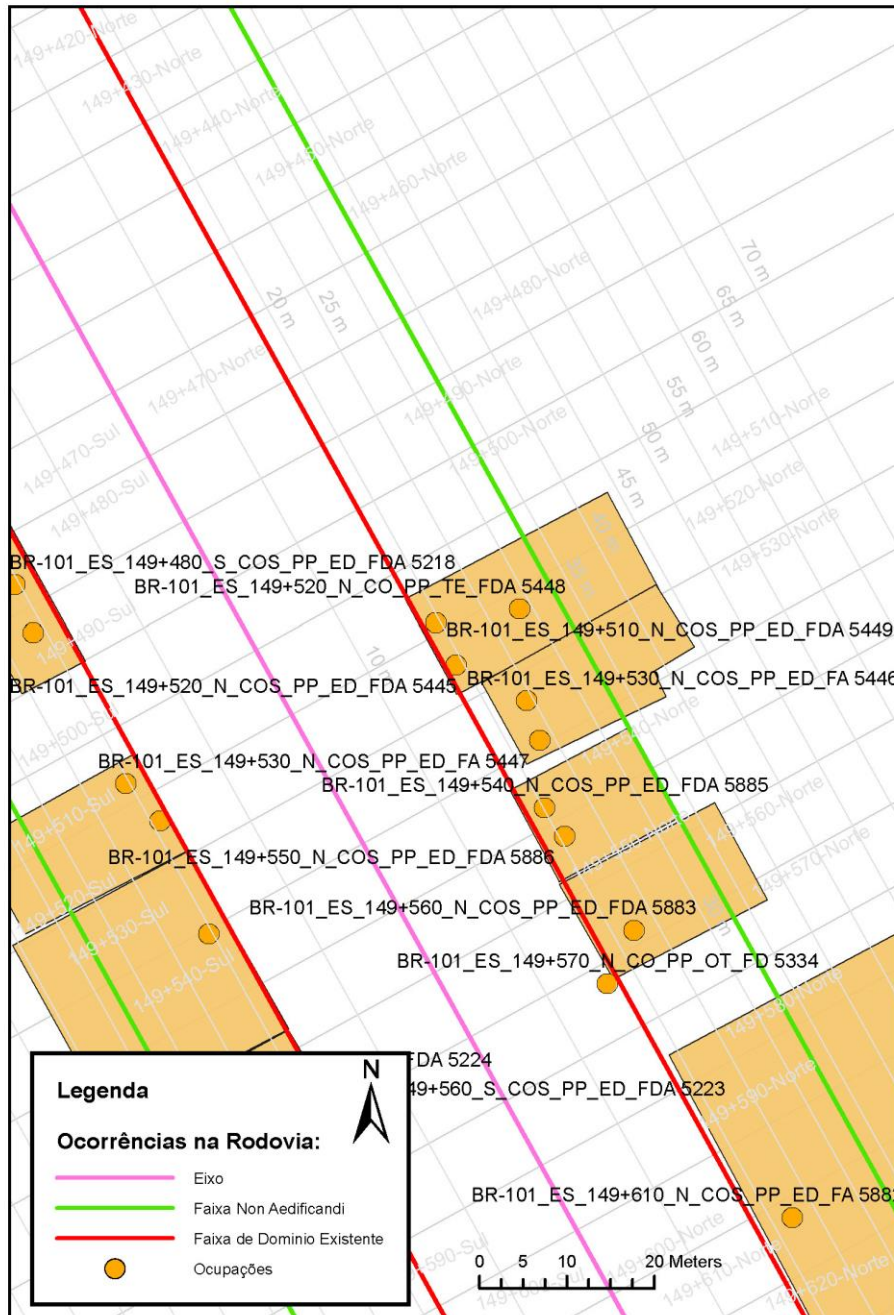 149+420-Norte
149+430-Norte
149+440-Norte
149+450-Norte
149+460-Norte
70 m
149+480-Norte
65 m
20 m
25 m
60 m
149+470-Norte
55 m
149+490-Norte
50 m
149+510-Norte
149+470-Sul
149+500-Norte
45 m
149+480-Sul
149+520-Norte
149+530-Norte
BR-101_ES_149+480_S_COS_PP_ED_FDA 5218
BR-101_ES_149+520_N_CO_PP_TE_FDA 5448
149+490-Sul
BR-101_ES_149+510_N_COS_PP_ED_FDA 5449
10 m
BR-101_ES_149+520_N_COS_PP_ED_FDA 5445
BR-101_ES_149+530_N_COS_PP_ED_FA 5446
149+500-Sul
149+540-Norte
BR-101_ES_149+530_N_COS_PP_ED_FA 5447
BR-101_ES_149+540_N_COS_PP_ED_FDA 5885
149+510-Sul
149+560-Norte
BR-101_ES_149+550_N_COS_PP_ED_FDA 5886
149+570-Norte
149+520-Sul
BR-101_ES_149+560_N_COS_PP_ED_FDA 5883
149+530-Sul
BR-101_ES_149+570_N_CO_PP_OT_FD 5334
149+540-Sul
149+580-Norte
FDA 5224
49+560_S_COS_PP_ED_FDA 5223
149+590-Norte
BR-101_ES_149+610_N_COS_PP_ED_FA 588
149+600-Norte
149+610-Norte
149+620-Norte
590-Sul
Legenda
N
Ocorrências na Rodovia:
Eixo
Faixa Non Aedificandi
Faixa de Dominio Existente
Ocupações
0 5 10 20 Meters